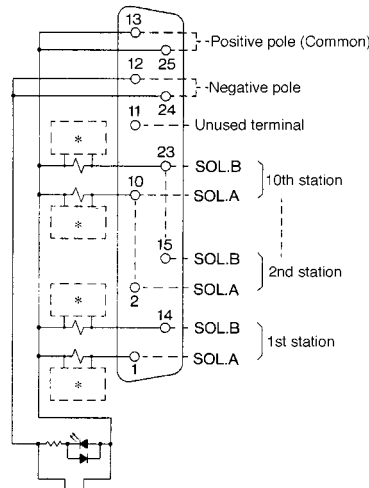 13
Positive pole (Common)
25
12
Negative pole
24
11
Unused terminal
*
23
SOL.B
10th station
10
SOL.A
*
15
SOL.B
2nd station
2
SOL.A
*
14
SOL.B
1st station
1
SOL.A
*